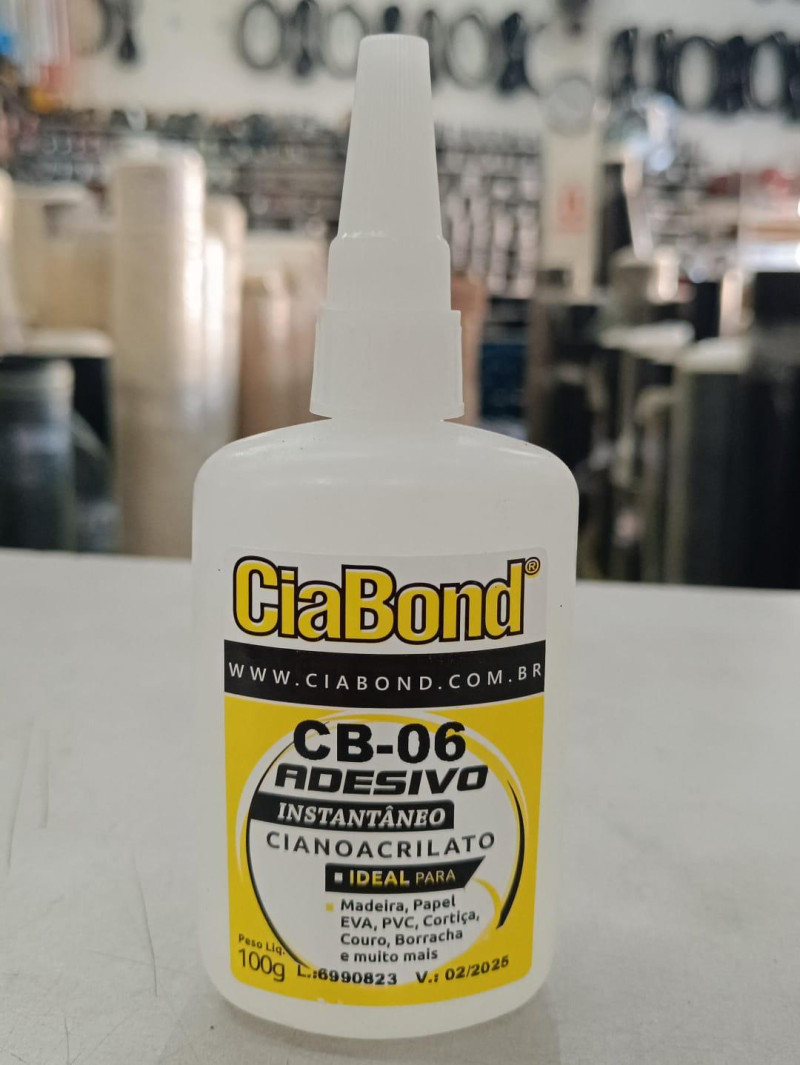 CiaBond®
WWW.CIABOND.COM.BR
CB-06
ADESIVO
INSTANTÂNEO
CIANOACRILATO
IDEAL PARA
Madeira, Papel
EVA, PVC, Cortiça,
Couro, Borracha
e muito mais
Peso Liq.
100g
L.:6990823 V.: 02/2025